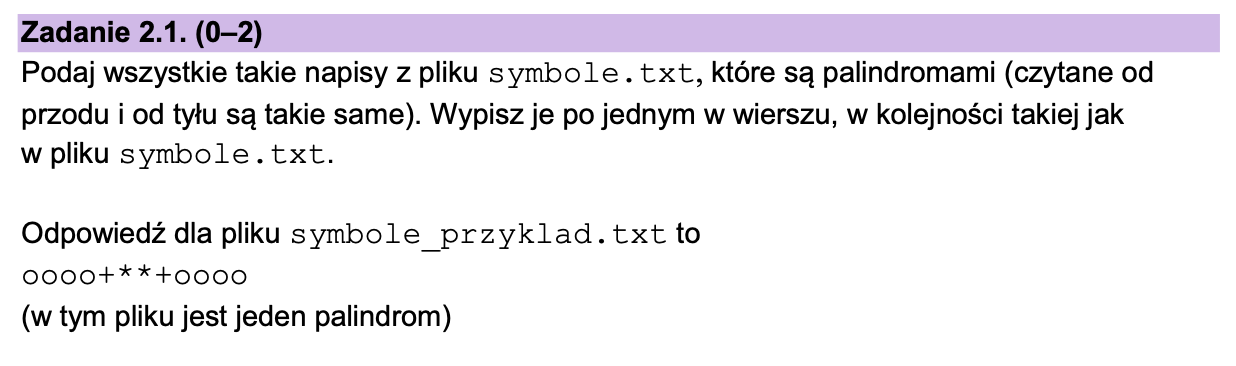 Zadanie 2.1. (0–2)
Podaj wszystkie takie napisy z pliku symbole.txt, które są palindromami (czytane od
przodu i od tyłu są takie same). Wypisz je po jednym w wierszu, w kolejności takiej jak
w pliku symbole.txt.
Odpowiedź dla pliku symbole_przyklad.txt to
oooo+**+oooo
(w tym pliku jest jeden palindrom)